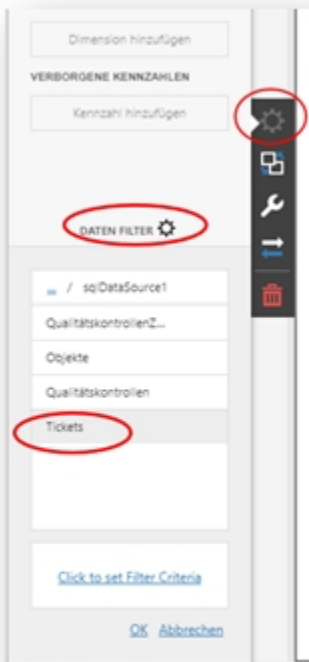 Dimension hinzufügen
VERBORGENE KENNZAHLEN
Kennzahl hinzufügen
DATEN FILTER
.. / sqlDataSource1
QualitätskontrollenZ...
Objekte
Qualitätskontrollen
Tickets
Click to set Filter Criteria
OK Abbrechen